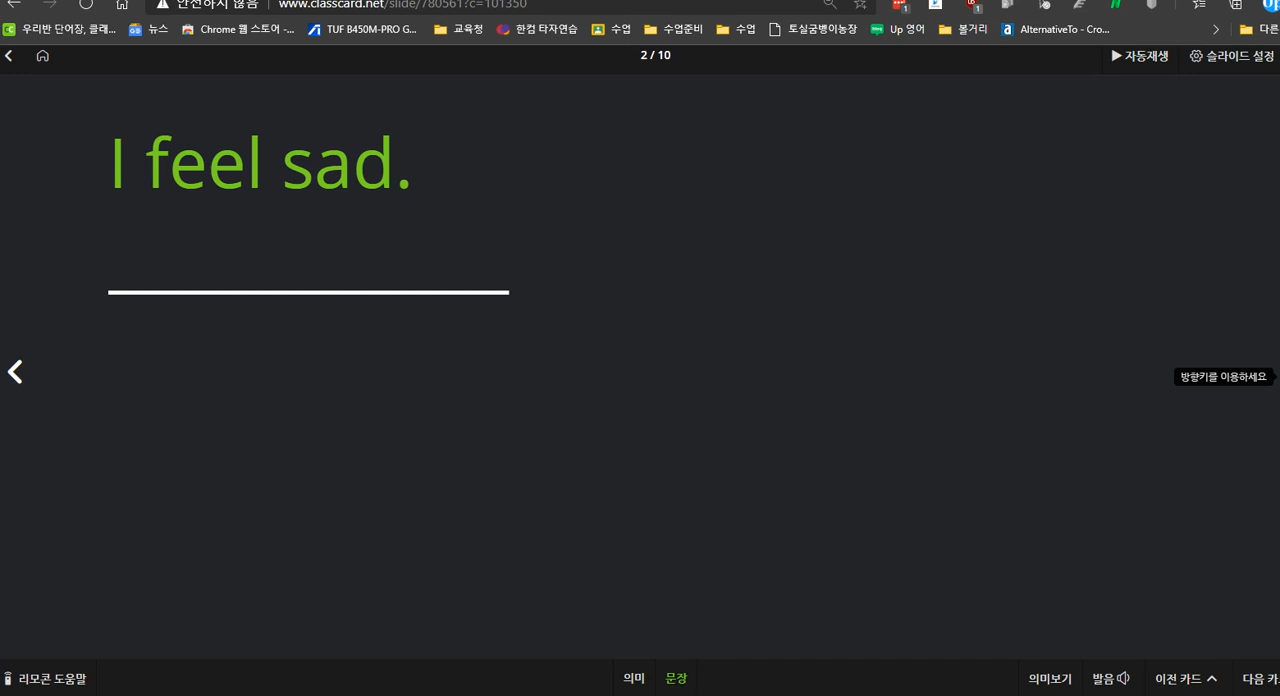 안전하지 않음 | www.classcard.net/slide/780561?c=101350
우리반 단어장, 클래... 뉴스 Chrome 웹 스토어 -... TUF B450M-PRO G... 교육청 한컴 타자연습 수업 수업준비 수업 토실굼벵이농장 Up 영어 볼거리 AlternativeTo - Cro... 다른
2 / 10 자동재생 슬라이드 설정
I feel sad.
방향키를 이용하세요
리모콘 도움말 의미 문장 의미보기 발음 이전 카드 다음 카